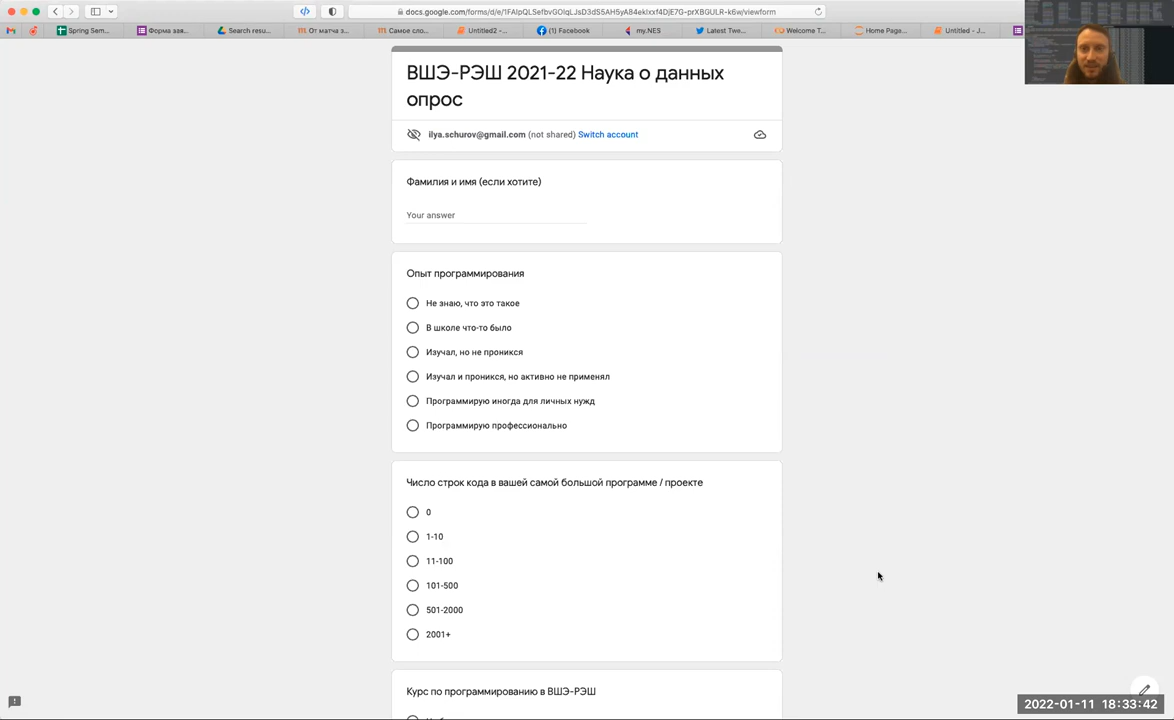 docs.google.com/forms/d/e/1FAIpQLSefbvGOlqLJsD3dS5AH5yA84ekIxxf4DjE7G-prXBGULR-k6w/viewform
Spring Sem...
Форма зая...
Search resu...
От матча з...
Самое сло...
Untitled2 -...
(1) Facebook
my.NES
Latest Twe...
Welcome T...
Home Page...
Untitled - J...
ВШЭ-РЭШ 2021-22 Наука о данных
опрос
ilya.schurov@gmail.com (not shared) Switch account
Фамилия и имя (если хотите)
Your answer
Опыт программирования
Не знаю, что это такое
В школе что-то было
Изучал, но не проникся
Изучал и проникся, но активно не применял
Программирую иногда для личных нужд
Программирую профессионально
Число строк кода в вашей самой большой программе / проекте
0
1-10
11-100
101-500
501-2000
2001+
Курс по программированию в ВШЭ-РЭШ
2022-01-11 18:33:42